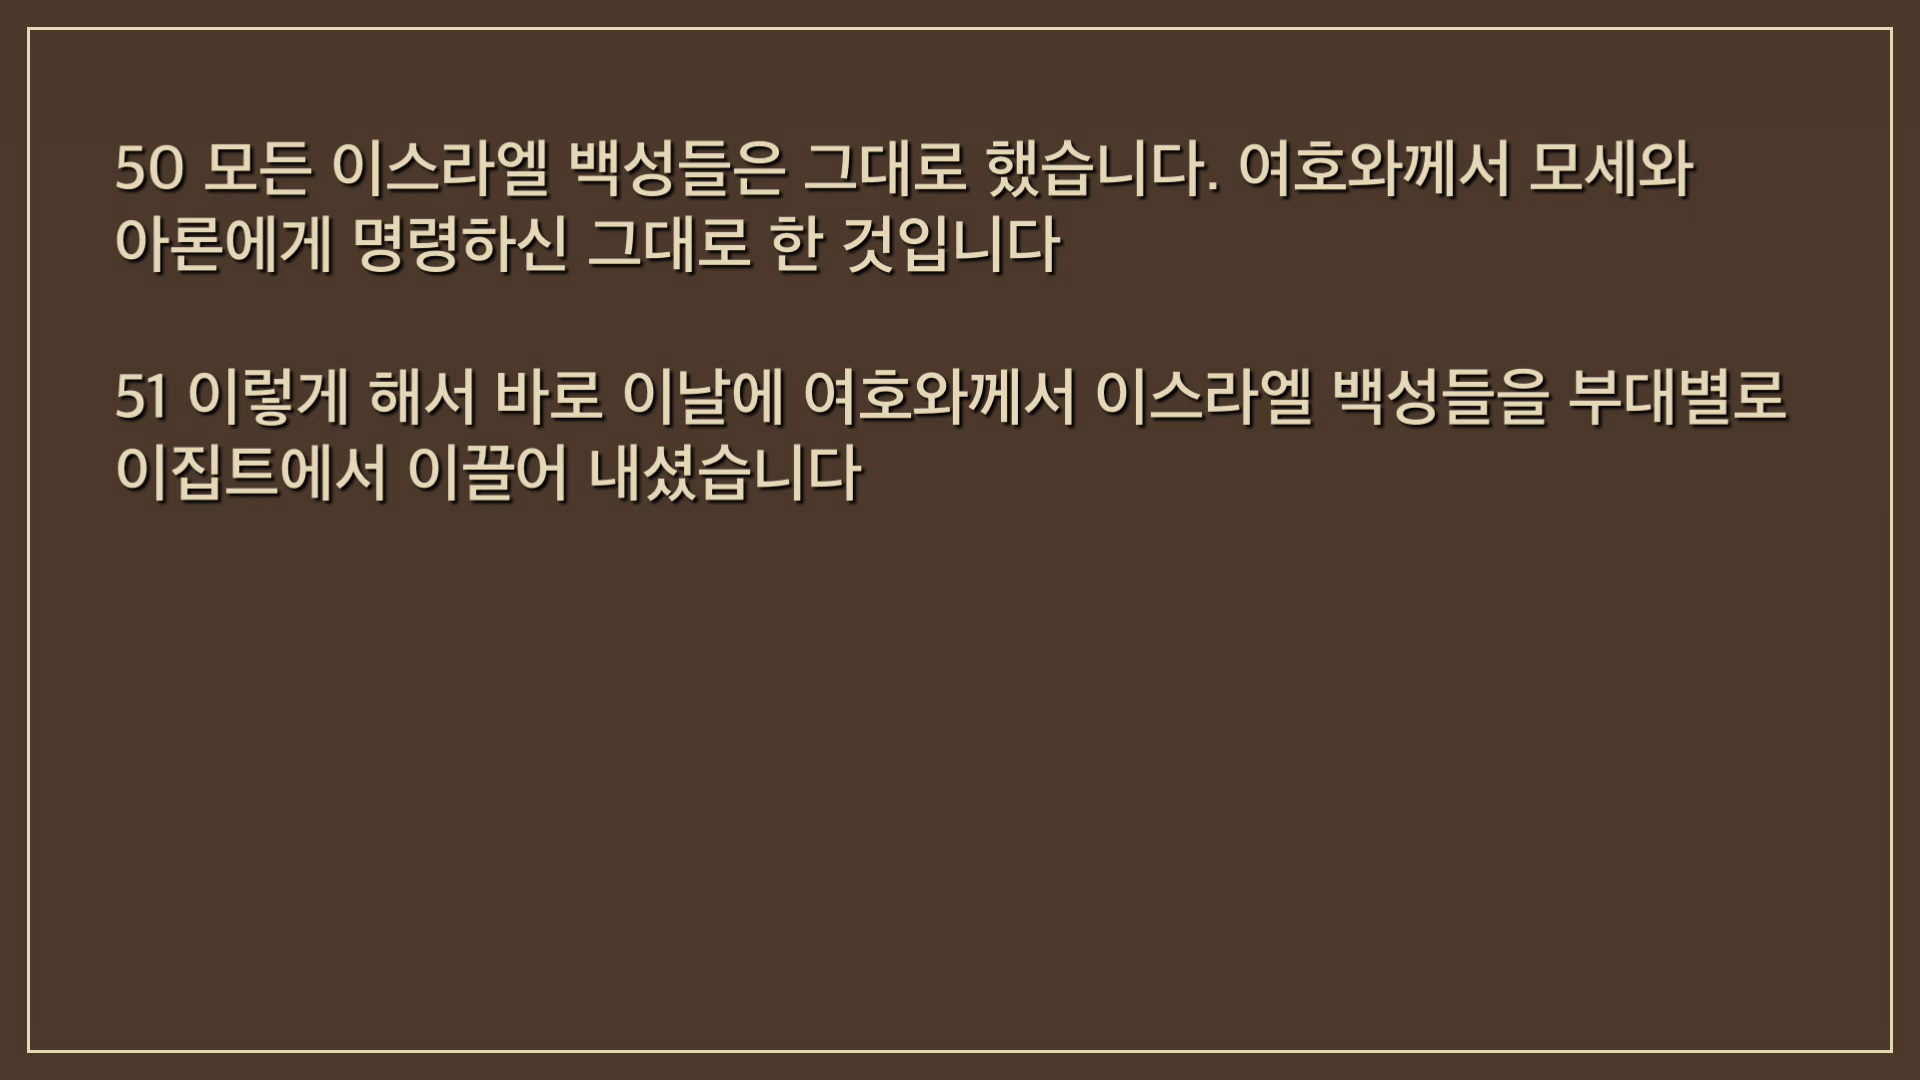 50 모든 이스라엘 백성들은 그대로 했습니다. 여호와께서 모세와
아론에게 명령하신 그대로 한 것입니다
51 이렇게 해서 바로 이날에 여호와께서 이스라엘 백성들을 부대별로
이집트에서 이끌어 내셨습니다